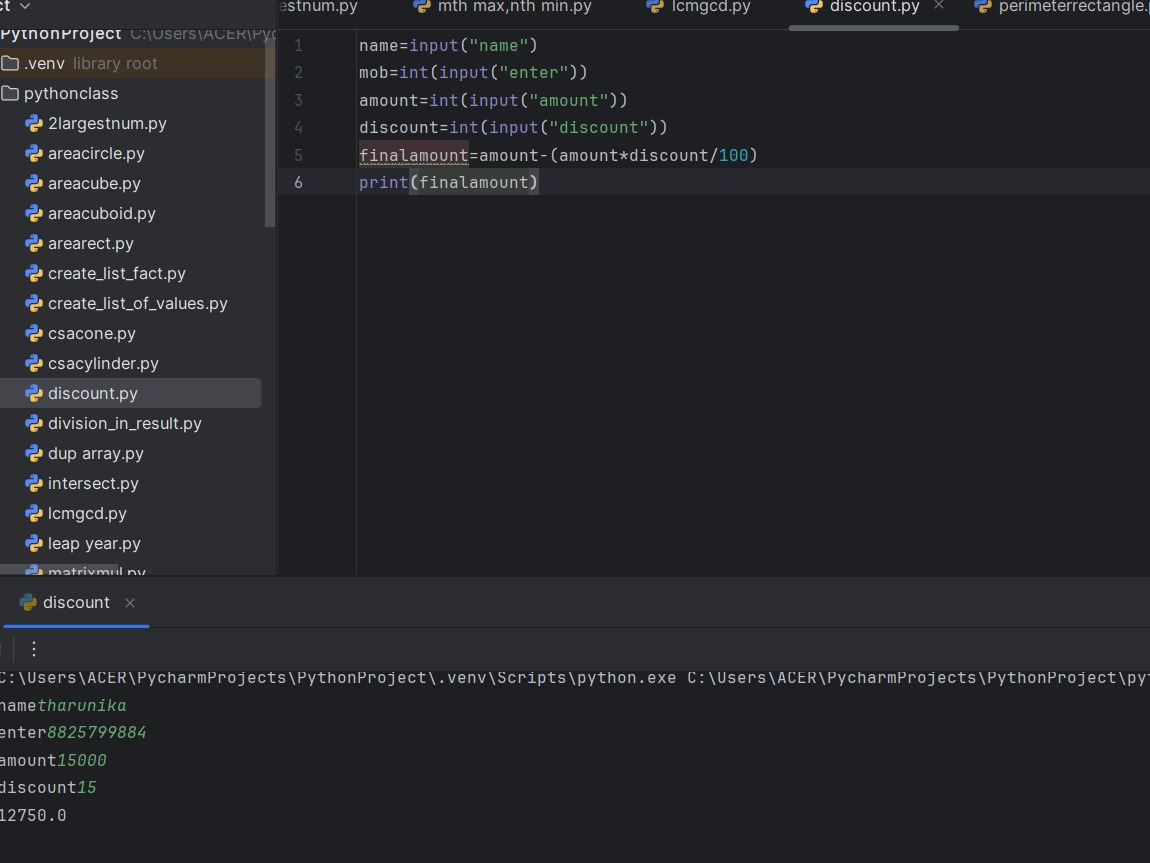 ct
estnum.py mth max,nth min.py lcmgcd.py discount.py perimeterrectangle.
PythonProject C:\Users\ACER\Pyc
.venv library root
pythonclass
2largestnum.py
areacircle.py
areacube.py
areacuboid.py
arearect.py
create_list_fact.py
create_list_of_values.py
csacone.py
csacylinder.py
discount.py
division_in_result.py
dup array.py
intersect.py
lcmgcd.py
leap year.py
matrixmul.py
1 name=input("name")
2 mob=int(input("enter"))
3 amount=int(input("amount"))
4 discount=int(input("discount"))
5 finalamount=amount-(amount*discount/100)
6 print(finalamount)
discount
C:\Users\ACER\PycharmProjects\PythonProject\.venv\Scripts\python.exe C:\Users\ACER\PycharmProjects\PythonProject\pyt
nametharunika
enter8825799884
amount15000
discount15
12750.0